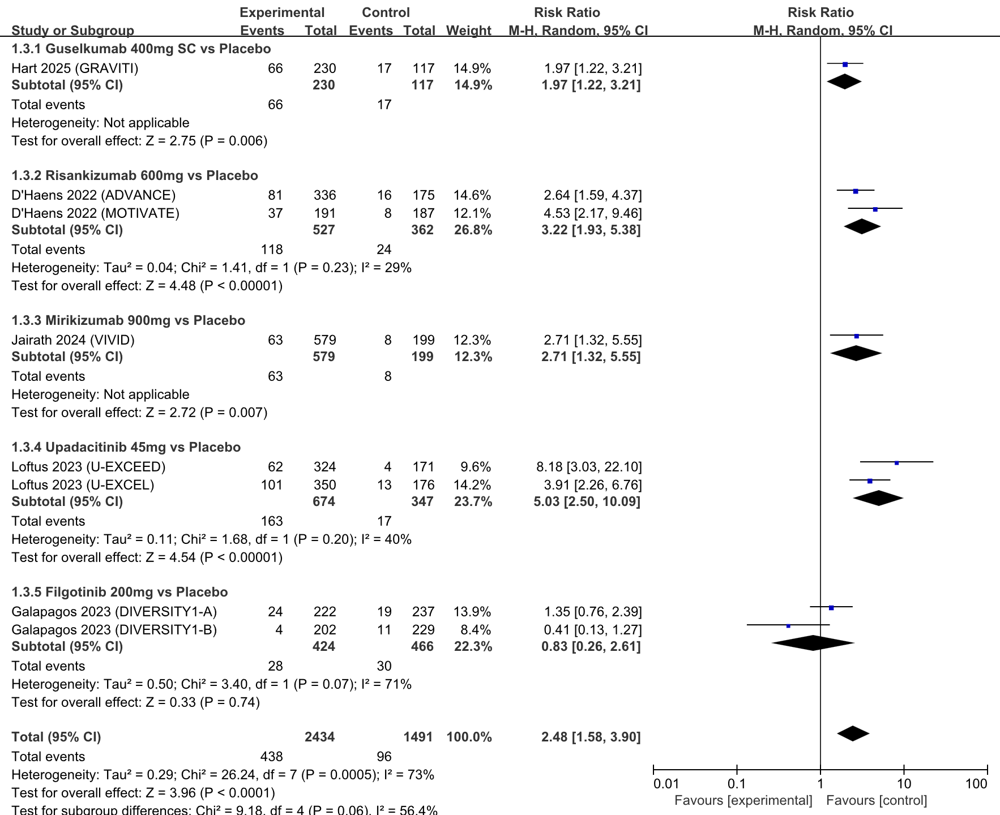 Experimental Control Risk Ratio Risk Ratio
Study or Subgroup Events Total Events Total Weight M-H, Random, 95% CI M-H, Random, 95% CI
1.3.1 Guselkumab 400mg SC vs Placebo
Hart 2025 (GRAVITI) 66 230 17 117 14.9% 1.97 [1.22, 3.21]
Subtotal (95% CI) 230 117 14.9% 1.97 [1.22, 3.21]
Total events 66 17
Heterogeneity: Not applicable
Test for overall effect: Z = 2.75 (P = 0.006)
1.3.2 Risankizumab 600mg vs Placebo
D'Haens 2022 (ADVANCE) 81 336 16 175 14.6% 2.64 [1.59, 4.37]
D'Haens 2022 (MOTIVATE) 37 191 8 187 12.1% 4.53 [2.17, 9.46]
Subtotal (95% CI) 527 362 26.8% 3.22 [1.93, 5.38]
Total events 118 24
Heterogeneity: Tau² = 0.04; Chi² = 1.41, df = 1 (P = 0.23); I² = 29%
Test for overall effect: Z = 4.48 (P < 0.00001)
1.3.3 Mirikizumab 900mg vs Placebo
Jairath 2024 (VIVID) 63 579 8 199 12.3% 2.71 [1.32, 5.55]
Subtotal (95% CI) 579 199 12.3% 2.71 [1.32, 5.55]
Total events 63 8
Heterogeneity: Not applicable
Test for overall effect: Z = 2.72 (P = 0.007)
1.3.4 Upadacitinib 45mg vs Placebo
Loftus 2023 (U-EXCEED) 62 324 4 171 9.6% 8.18 [3.03, 22.10]
Loftus 2023 (U-EXCEL) 101 350 13 176 14.2% 3.91 [2.26, 6.76]
Subtotal (95% CI) 674 347 23.7% 5.03 [2.50, 10.09]
Total events 163 17
Heterogeneity: Tau² = 0.11; Chi² = 1.68, df = 1 (P = 0.20); I² = 40%
Test for overall effect: Z = 4.54 (P < 0.00001)
1.3.5 Filgotinib 200mg vs Placebo
Galapagos 2023 (DIVERSITY1-A) 24 222 19 237 13.9% 1.35 [0.76, 2.39]
Galapagos 2023 (DIVERSITY1-B) 4 202 11 229 8.4% 0.41 [0.13, 1.27]
Subtotal (95% CI) 424 466 22.3% 0.83 [0.26, 2.61]
Total events 28 30
Heterogeneity: Tau² = 0.50; Chi² = 3.40, df = 1 (P = 0.07); I² = 71%
Test for overall effect: Z = 0.33 (P = 0.74)
Total (95% CI) 2434 1491 100.0% 2.48 [1.58, 3.90]
Total events 438 96
Heterogeneity: Tau² = 0.29; Chi² = 26.24, df = 7 (P = 0.0005); I² = 73%
Test for overall effect: Z = 3.96 (P < 0.0001)
Test for subgroup differences: Chi² = 9.18, df = 4 (P = 0.06), I² = 56.4%
0.01 0.1 1 10 100
Favours [experimental] Favours [control]